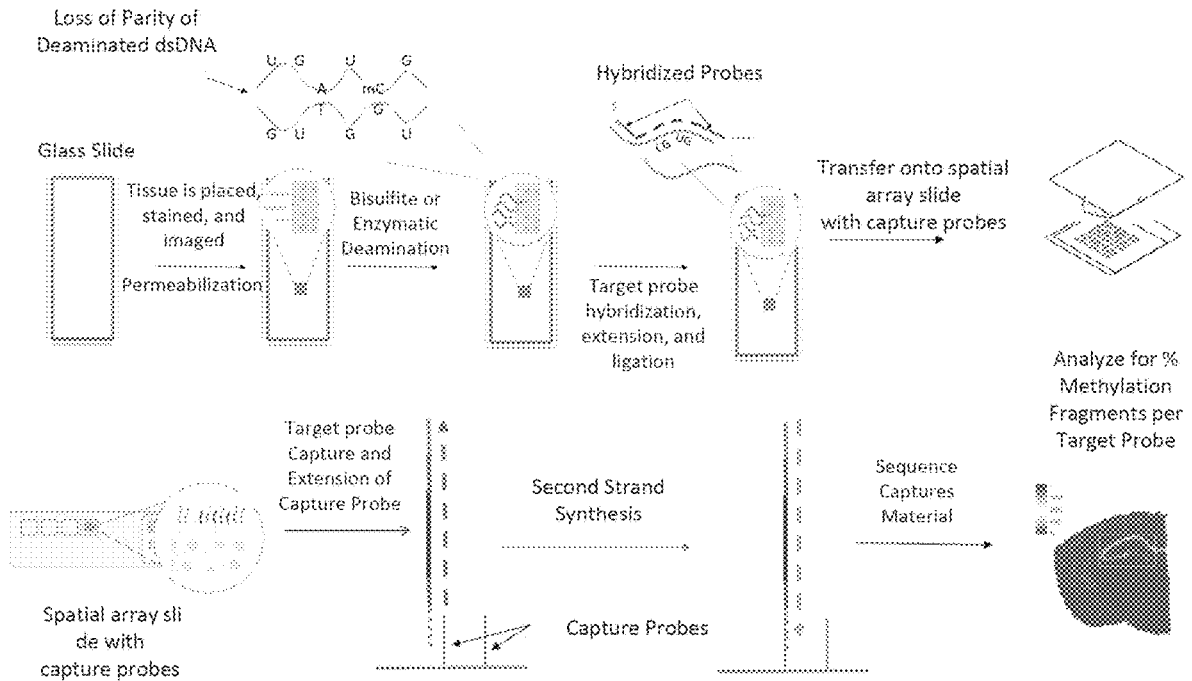 Loss of Parity of
Deaminated dsDNA
U G U G
A mC
T G
G U G U
Hybridized Probes
UG
Glass Slide
Tissue is placed,
stained, and
imaged
Permeabilization
Bisulfite or
Enzymatic
Deamination
Target probe
hybridization,
extension, and
ligation
Transfer onto spatial
array slide
with capture probes
Spatial array sli
de with
capture probes
Target probe
Capture and
Extension of
Capture Probe
Second Strand
Synthesis
Capture Probes
Sequence
Captures
Material
Analyze for %
Methylation
Fragments per
Target Probe